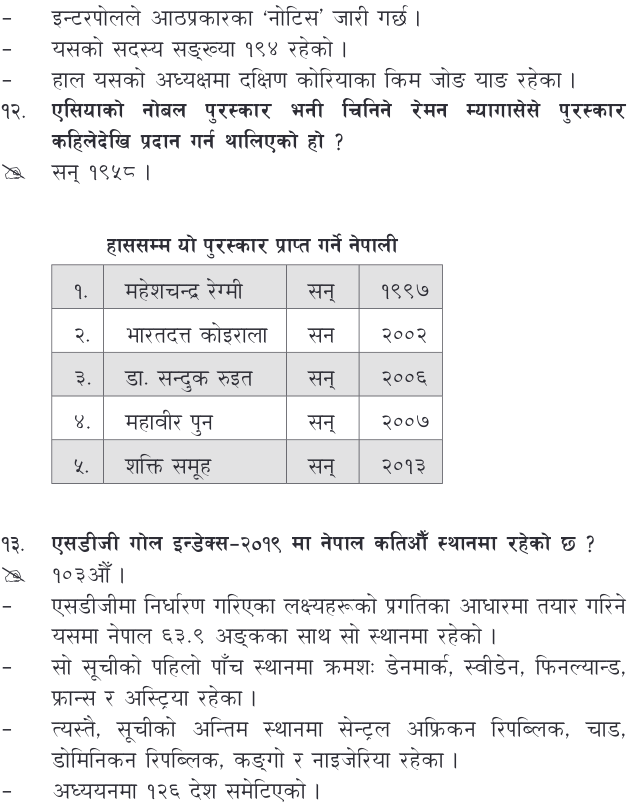 – इन्टरपोलले आठप्रकारका ‘नोटिस’ जारी गर्छ ।
– यसको सदस्य सङ्ख्या १९४ रहेको ।
– हाल यसको अध्यक्षमा दक्षिण कोरियाका किम जोङ याङ रहेका ।
१२. एसियाको नोबल पुरस्कार भनी चिनिने रेमन म्यागासेसे पुरस्कार
कहिलेदेखि प्रदान गर्न थालिएको हो ?
सन् १९५८ ।
हाससम्म यो पुरस्कार प्राप्त गर्ने नेपाली
१. महेशचन्द्र रेग्मी सन् १९९७
२. भारतदत्त कोइराला सन २००२
३. डा. सन्दुक रुइत सन् २००६
४. महावीर पुन सन् २००७
५. शक्ति समूह सन् २०१३
१३. एसडीजी गोल इन्डेक्स–२०१९ मा नेपाल कतिऔँ स्थानमा रहेको छ ?
१०३औँ ।
– एसडीजीमा निर्धारण गरिएका लक्ष्यहरूको प्रगतिका आधारमा तयार गरिने
यसमा नेपाल ६३.९ अङ्कका साथ सो स्थानमा रहेको ।
– सो सूचीको पहिलो पाँच स्थानमा क्रमशः डेनमार्क, स्वीडेन, फिनल्यान्ड,
फ्रान्स र अस्ट्रिया रहेका ।
– त्यस्तै, सूचीको अन्तिम स्थानमा सेन्ट्रल अफ्रिकन रिपब्लिक, चाड,
डोमिनिकन रिपब्लिक, कङ्गो र नाइजेरिया रहेका ।
– अध्ययनमा १२६ देश समेटिएको ।